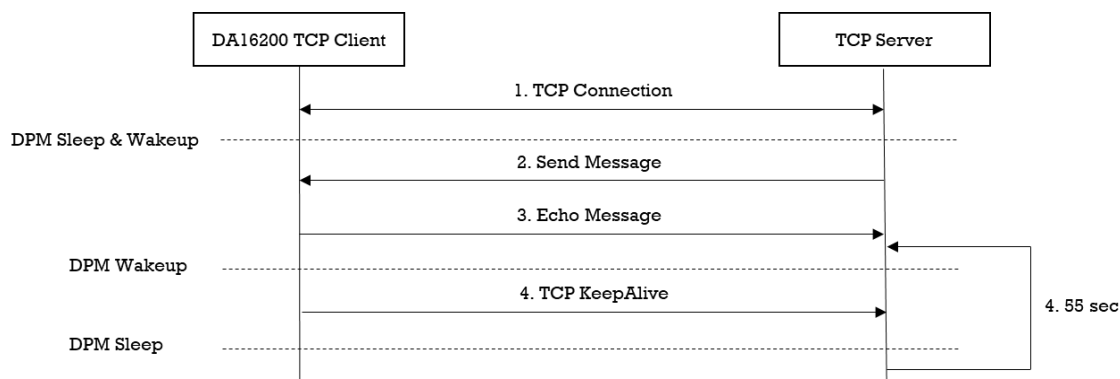 DA16200 TCP Client
TCP Server
1. TCP Connection
DPM Sleep & Wakeup
2. Send Message
3. Echo Message
DPM Wakeup
4. TCP KeepAlive
4. 55 sec
DPM Sleep